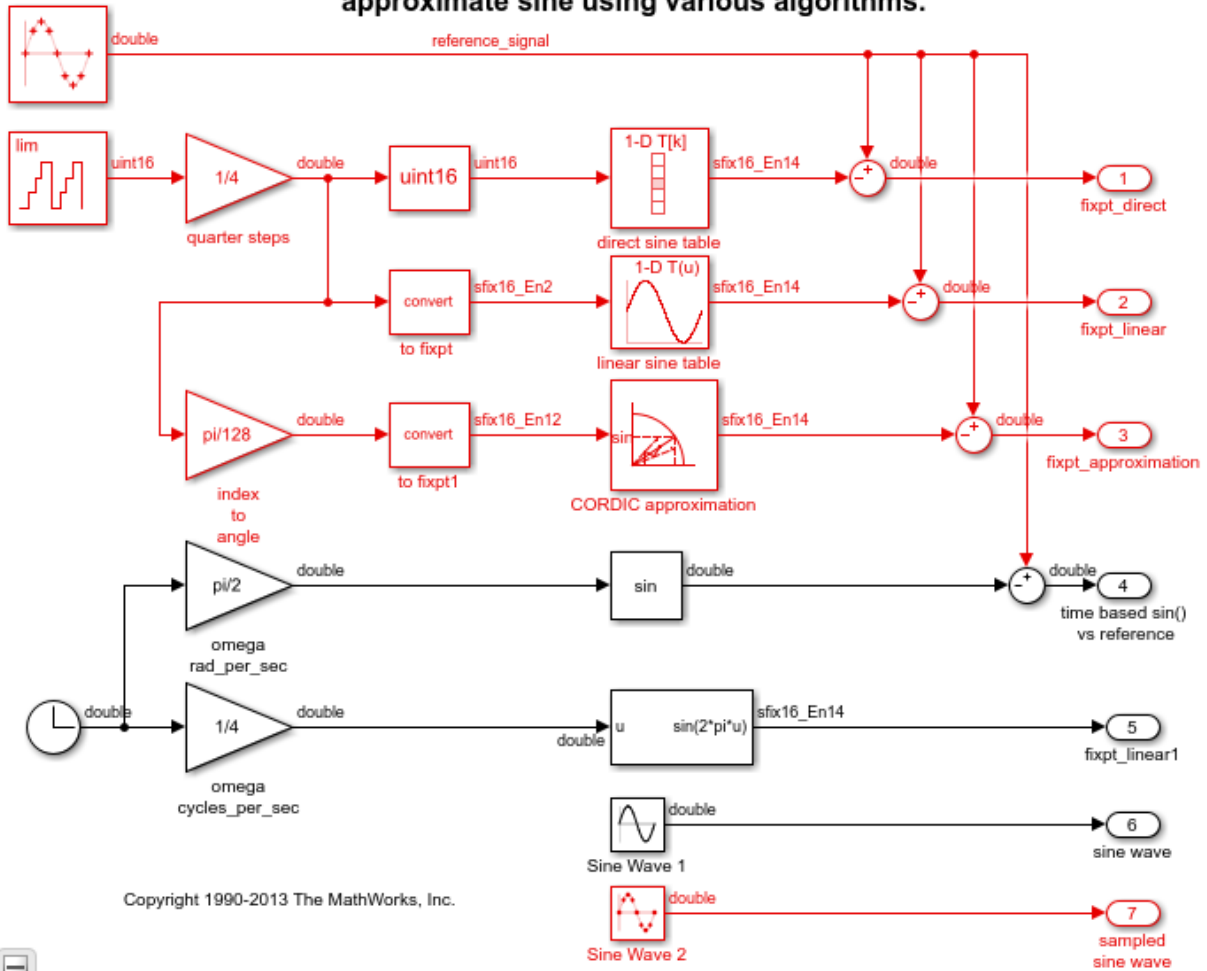 approximate sine using various algorithms.
double
reference_signal
lim
uint16
1/4
quarter steps
double
uint16
uint16
1-D T[k]
direct sine table
sfix16_En14
- +
double
1
fixpt_direct
convert
to fixpt
sfix16_En2
1-D T(u)
linear sine table
sfix16_En14
- +
double
2
fixpt_linear
pi/128
index
to
angle
double
convert
to fixpt1
sfix16_En12
sin
CORDIC approximation
sfix16_En14
- +
double
3
fixpt_approximation
pi/2
omega
rad_per_sec
double
sin
double
- +
double
4
time based sin()
vs reference
double
1/4
omega
cycles_per_sec
double
double
u sin(2*pi*u)
sfix16_En14
5
fixpt_linear1
double
Sine Wave 1
6
sine wave
Copyright 1990-2013 The MathWorks, Inc.
double
Sine Wave 2
7
sampled
sine wave